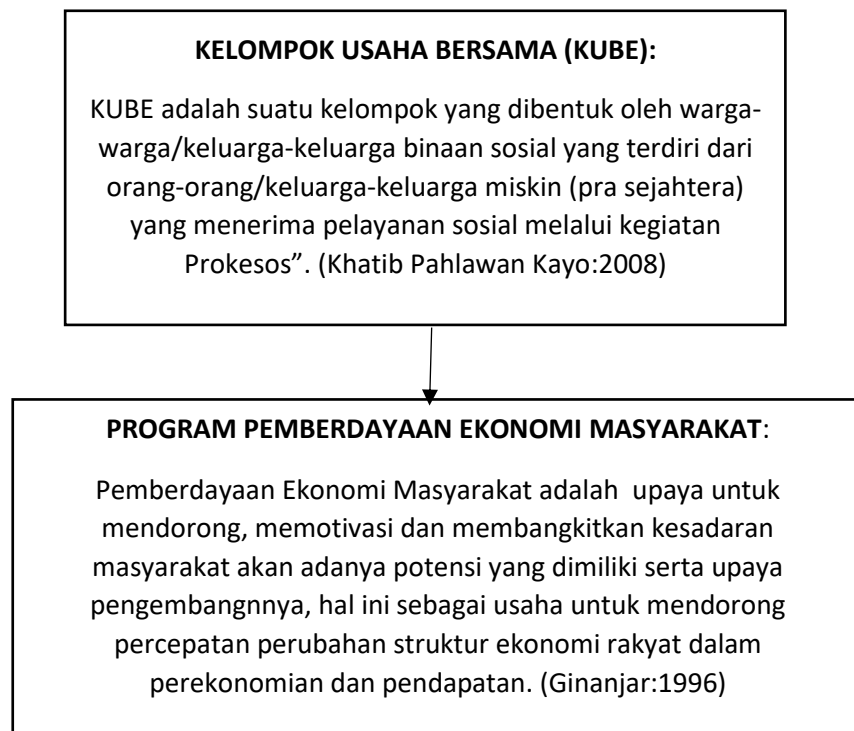 KELOMPOK USAHA BERSAMA (KUBE):
KUBE adalah suatu kelompok yang dibentuk oleh warga-
warga/keluarga-keluarga binaan sosial yang terdiri dari
orang-orang/keluarga-keluarga miskin (pra sejahtera)
yang menerima pelayanan sosial melalui kegiatan
Prokesos”. (Khatib Pahlawan Kayo:2008)
PROGRAM PEMBERDAYAAN EKONOMI MASYARAKAT:
Pemberdayaan Ekonomi Masyarakat adalah  upaya untuk
mendorong, memotivasi dan membangkitkan kesadaran
masyarakat akan adanya potensi yang dimiliki serta upaya
pengembangnnya, hal ini sebagai usaha untuk mendorong
percepatan perubahan struktur ekonomi rakyat dalam
perekonomian dan pendapatan. (Ginanjar:1996)